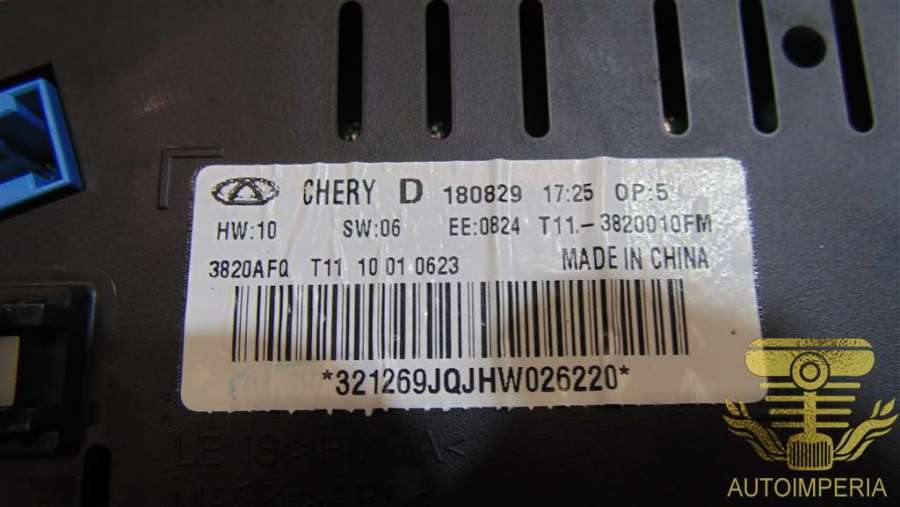 CHERY D 180829 17:25 OP:5
HW:10 SW:06 EE:0824 T11.-3820010FM
3820AFQ T11 10 01 0623 MADE IN CHINA
*321269JQJHW026220*
AUTOIMPERIA